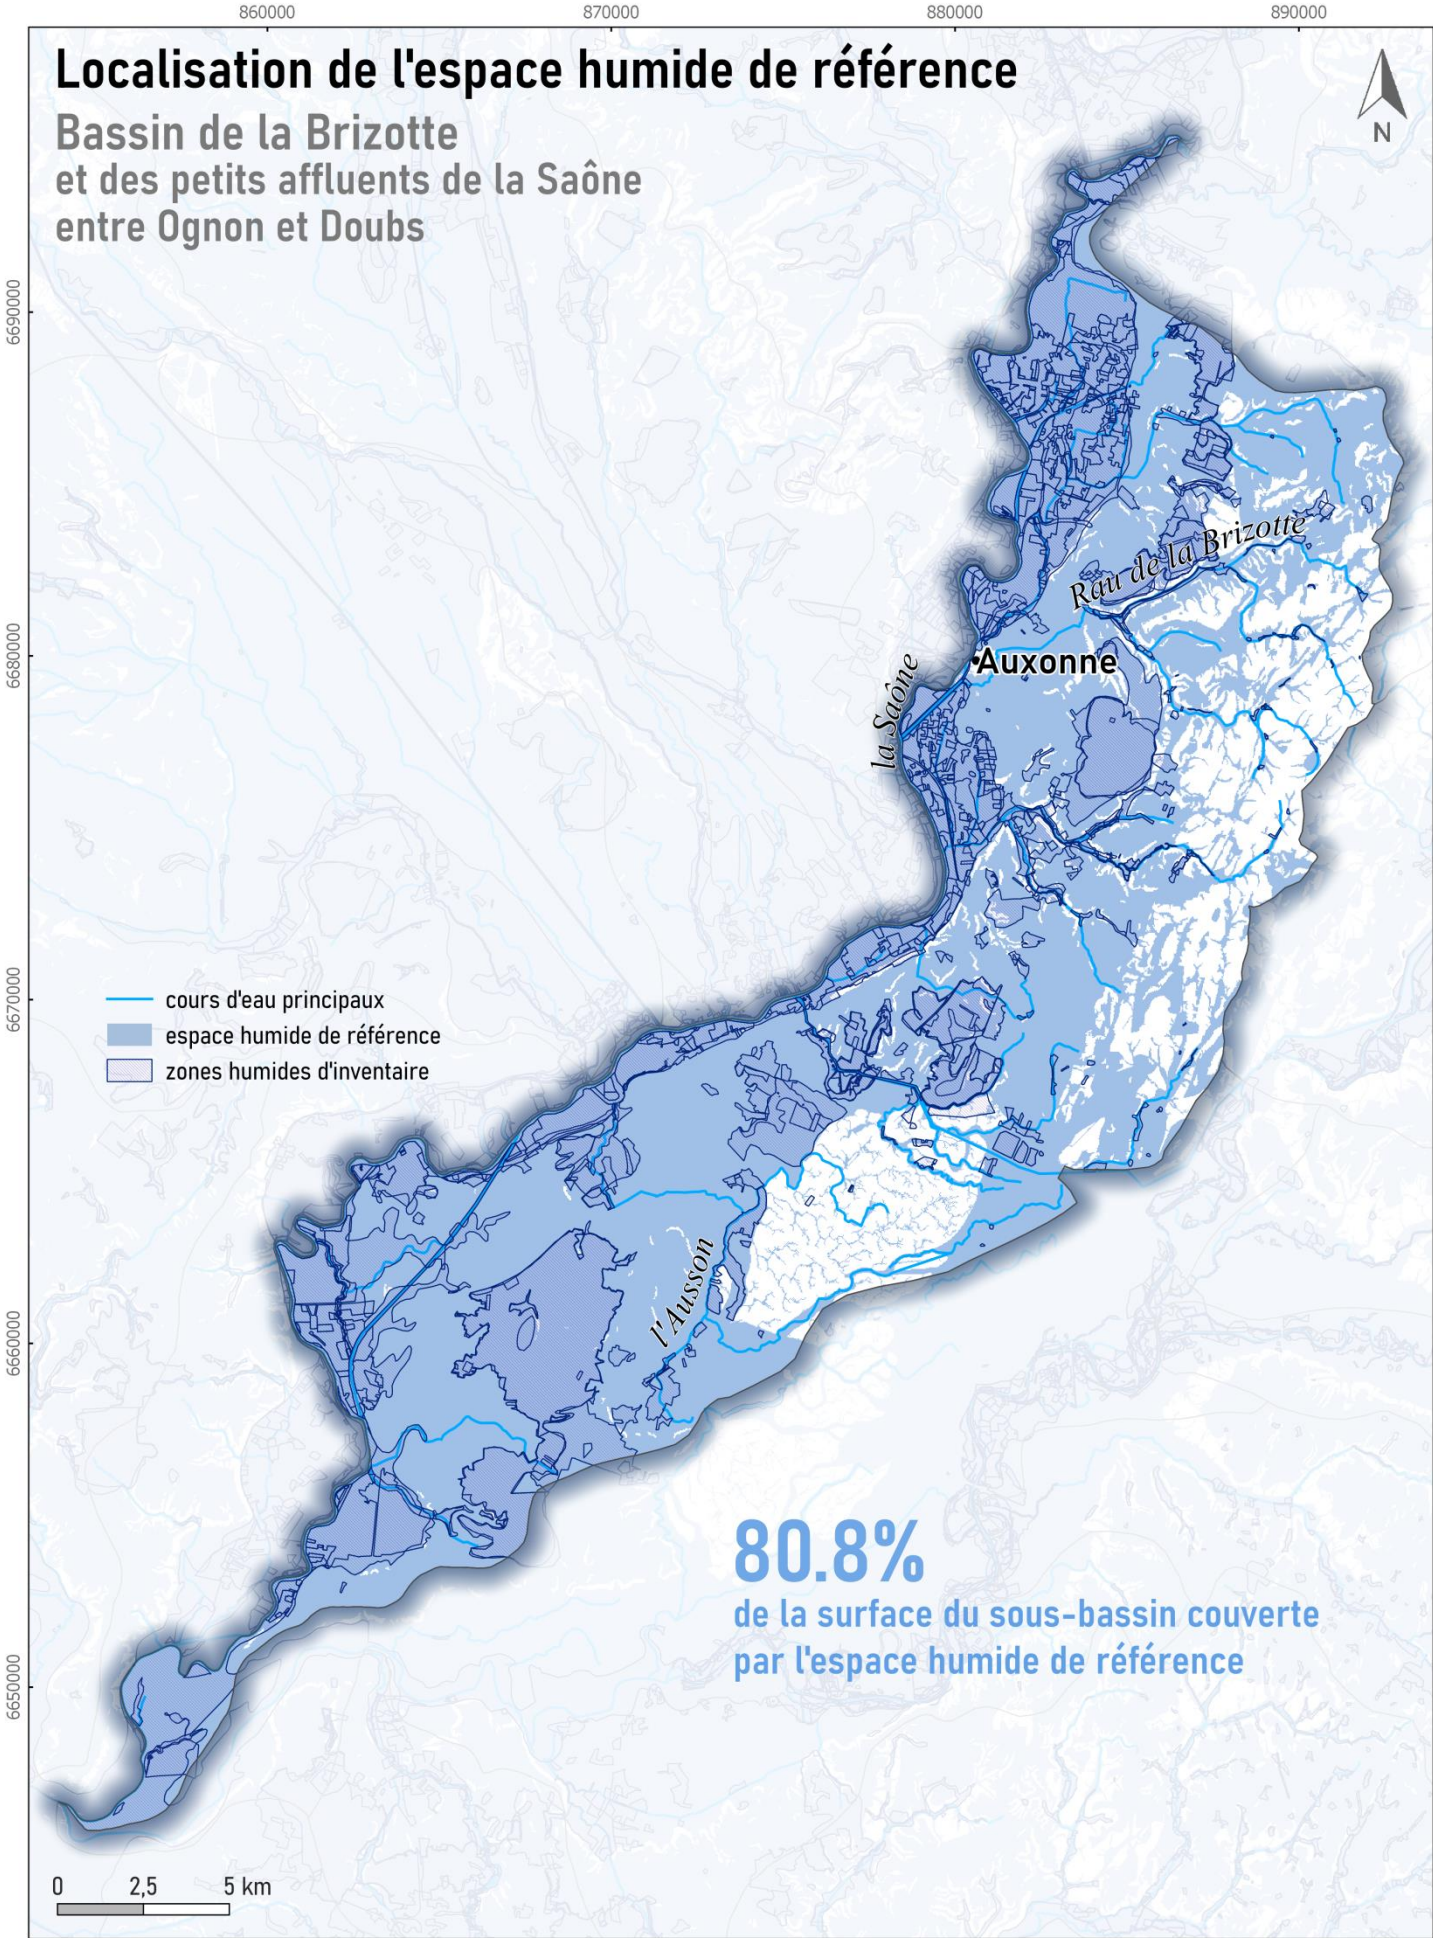 860000 870000 880000 890000
Localisation de l'espace humide de référence
Bassin de la Brizotte
et des petits affluents de la Saône
entre Ognon et Doubs
N
6690000
Rau de la Brizotte
6680000
Auxonne
la Saône
6670000
cours d'eau principaux
espace humide de référence
zones humides d'inventaire
l'Ausson
6660000
80.8%
de la surface du sous-bassin couverte
par l'espace humide de référence
6650000
0 2,5 5 km